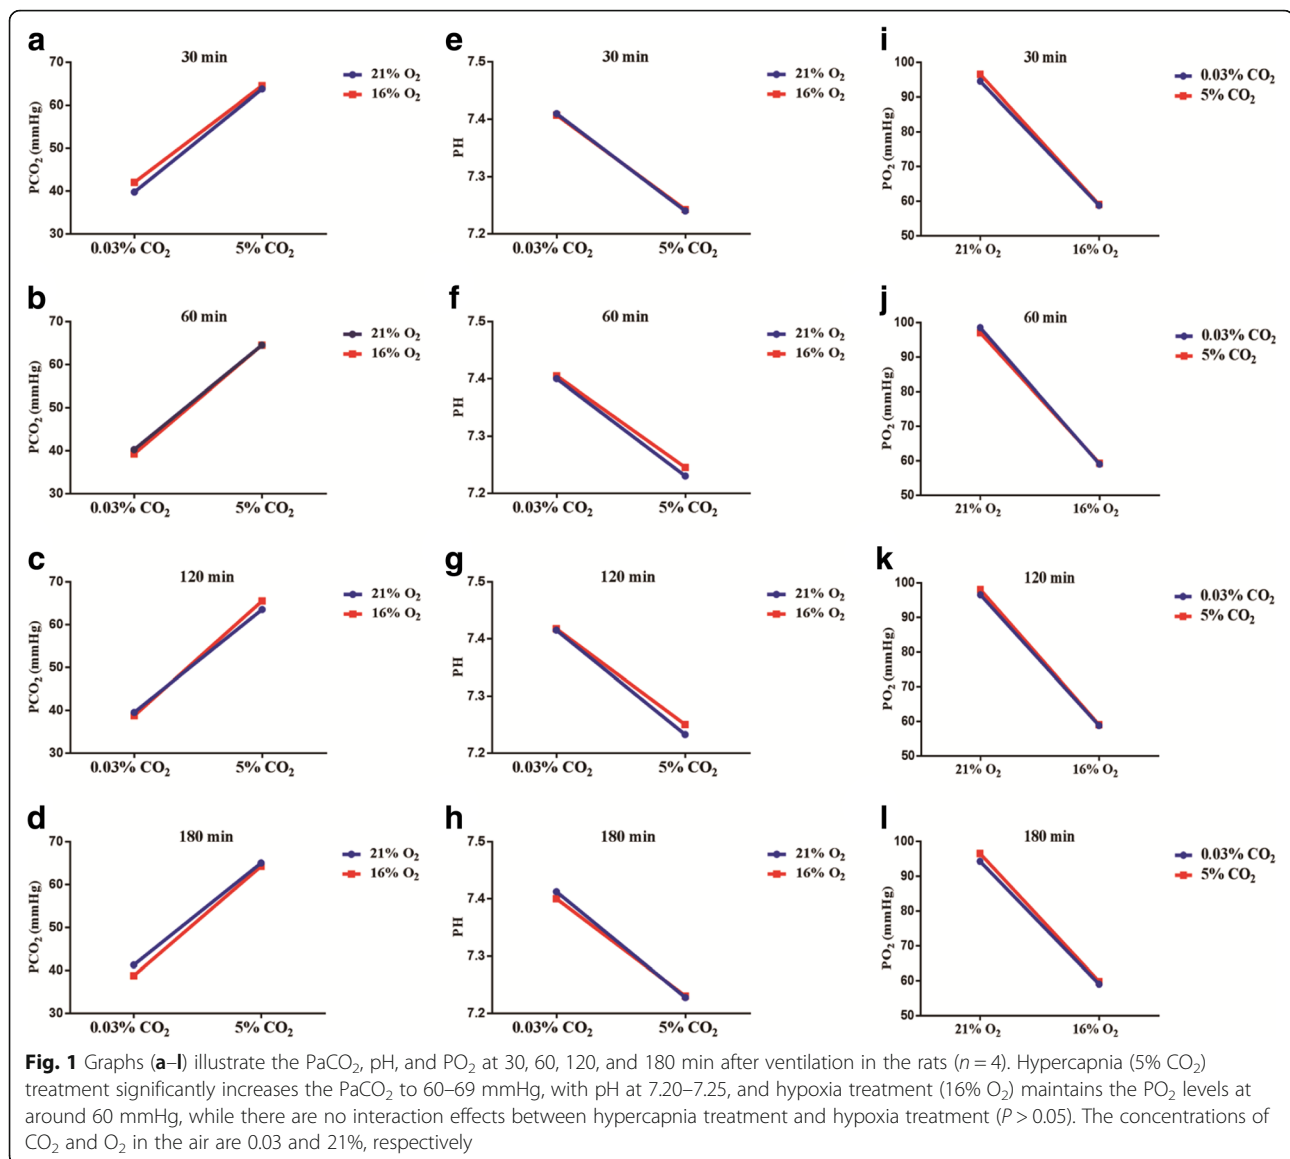 a
30 min
70
60
50
40
30
PCO₂ (mmHg)
0.03% CO₂
5% CO₂
21% O₂
16% O₂
e
30 min
7.5
7.4
7.3
7.2
PH
0.03% CO₂
5% CO₂
21% O₂
16% O₂
i
30 min
100
90
80
70
60
50
PO₂ (mmHg)
21% O₂
16% O₂
0.03% CO₂
5% CO₂
b
60 min
70
60
50
40
30
PCO₂ (mmHg)
0.03% CO₂
5% CO₂
21% O₂
16% O₂
f
60 min
7.5
7.4
7.3
7.2
PH
0.03% CO₂
5% CO₂
21% O₂
16% O₂
j
60 min
100
90
80
70
60
50
PO₂ (mmHg)
21% O₂
16% O₂
0.03% CO₂
5% CO₂
c
120 min
70
60
50
40
30
PCO₂ (mmHg)
0.03% CO₂
5% CO₂
21% O₂
16% O₂
g
120 min
7.5
7.4
7.3
7.2
PH
0.03% CO₂
5% CO₂
21% O₂
16% O₂
k
120 min
100
90
80
70
60
50
PO₂ (mmHg)
21% O₂
16% O₂
0.03% CO₂
5% CO₂
d
180 min
70
60
50
40
30
PCO₂ (mmHg)
0.03% CO₂
5% CO₂
21% O₂
16% O₂
h
180 min
7.5
7.4
7.3
7.2
PH
0.03% CO₂
5% CO₂
21% O₂
16% O₂
l
180 min
100
90
80
70
60
50
PO₂ (mmHg)
21% O₂
16% O₂
0.03% CO₂
5% CO₂
Fig. 1 Graphs (a–l) illustrate the PaCO₂, pH, and PO₂ at 30, 60, 120, and 180 min after ventilation in the rats (n = 4). Hypercapnia (5% CO₂)
treatment significantly increases the PaCO₂ to 60–69 mmHg, with pH at 7.20–7.25, and hypoxia treatment (16% O₂) maintains the PO₂ levels at
around 60 mmHg, while there are no interaction effects between hypercapnia treatment and hypoxia treatment (P > 0.05). The concentrations of
CO₂ and O₂ in the air are 0.03 and 21%, respectively